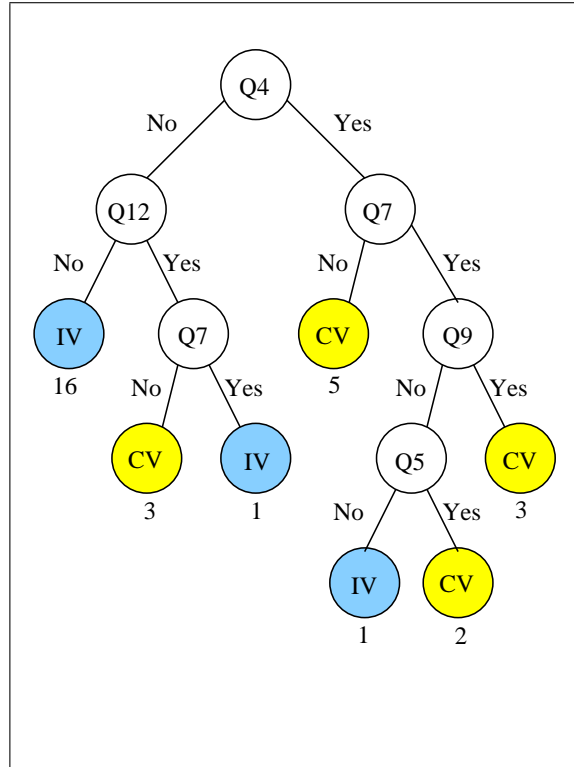 Q4
No Yes
Q12 Q7
No Yes No Yes
IV Q7 CV Q9
16 No Yes 5 No Yes
CV IV Q5 CV
3 1 No Yes 3
IV CV
1 2